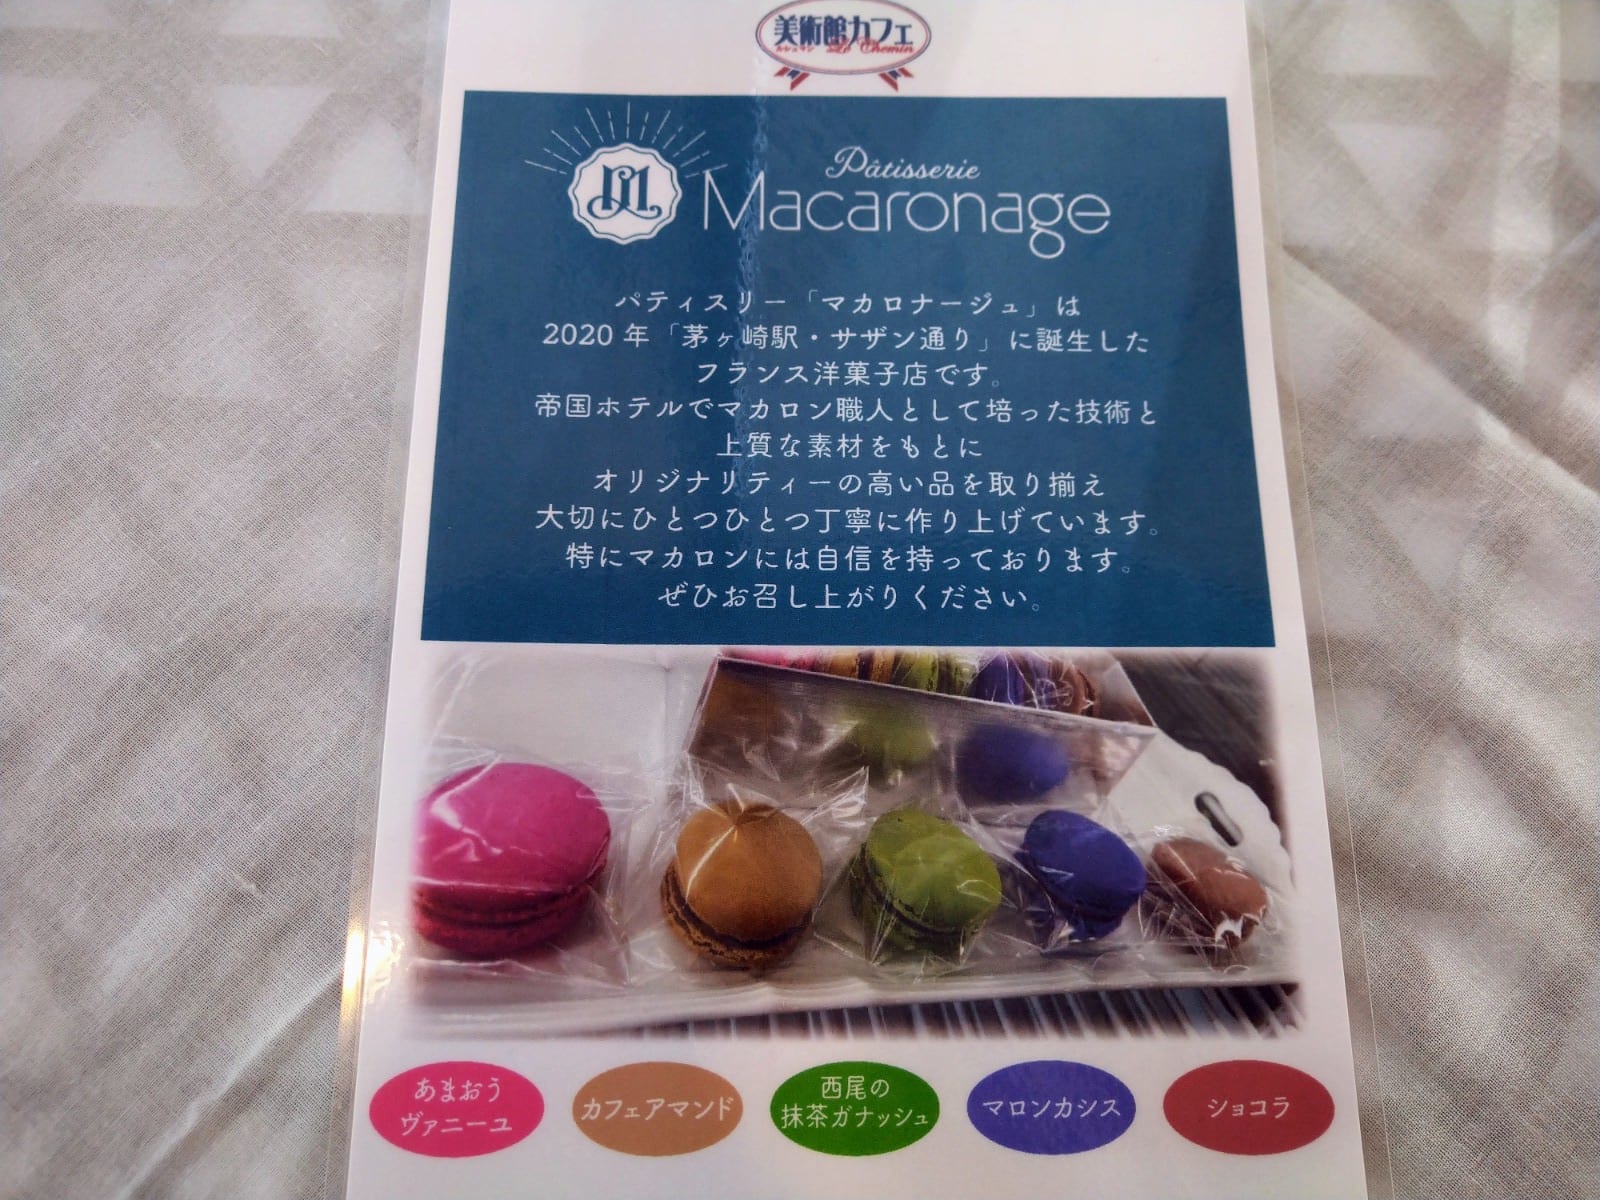 美術館カフェ
ルシュマン Le Chemin
Pâtisserie
Macaronage
パティスリー「マカロナージュ」は
2020年「茅ヶ崎駅・サザン通り」に誕生した
フランス洋菓子店です。
帝国ホテルでマカロン職人として培った技術と
上質な素材をもとに
オリジナリティーの高い品を取り揃え
大切にひとつひとつ丁寧に作り上げています。
特にマカロンには自信を持っております。
ぜひお召し上がりください。
あまおう
ヴァニーユ
カフェアマンド
西尾の
抹茶ガナッシュ
マロンカシス
ショコラ